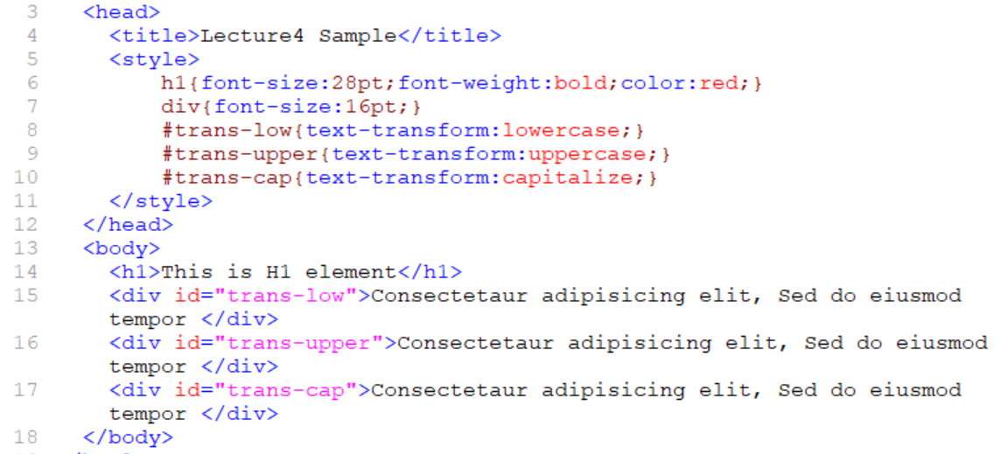 3 <head>
4 <title>Lecture4 Sample</title>
5 <style>
6 h1{font-size:28pt;font-weight:bold;color:red;}
7 div{font-size:16pt;}
8 #trans-low{text-transform:lowercase;}
9 #trans-upper{text-transform:uppercase;}
10 #trans-cap{text-transform:capitalize;}
11 </style>
12 </head>
13 <body>
14 <h1>This is H1 element</h1>
15 <div id="trans-low">Consectetaur adipisicing elit, Sed do eiusmod
tempor </div>
16 <div id="trans-upper">Consectetaur adipisicing elit, Sed do eiusmod
tempor </div>
17 <div id="trans-cap">Consectetaur adipisicing elit, Sed do eiusmod
tempor </div>
18 </body>